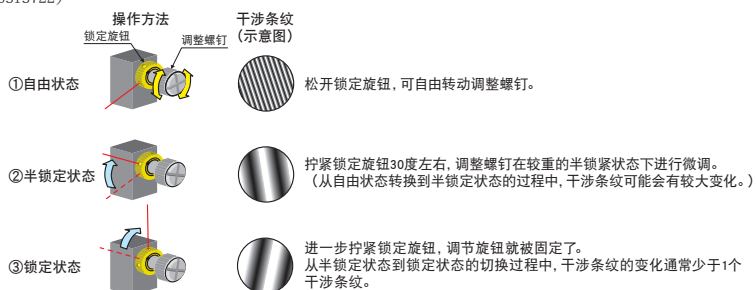 操作方法
干涉条纹
（示意图）
锁定旋钮
调整螺钉
①自由状态
松开锁定旋钮，可自由转动调整螺钉。
②半锁定状态
拧紧锁定旋钮30度左右，调整螺钉在较重的半锁紧状态下进行微调。
（从自由状态转换到半锁定状态的过程中，干涉条纹可能会有较大变化。）
③锁定状态
进一步拧紧锁定旋钮，调节旋钮就被固定了。
从半锁定状态到锁定状态的切换过程中，干涉条纹的变化通常少于1个
干涉条纹。